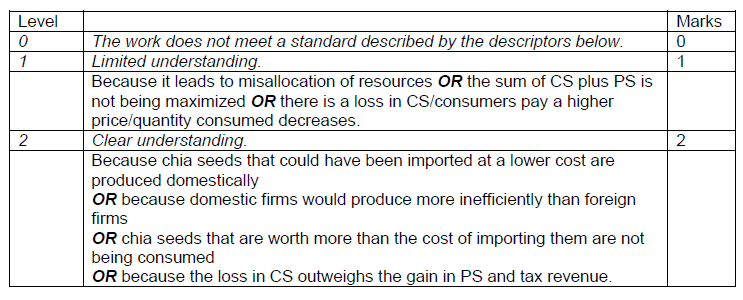 Level Marks
0 The work does not meet a standard described by the descriptors below. 0
1 Limited understanding. 1
Because it leads to misallocation of resources OR the sum of CS plus PS is
not being maximized OR there is a loss in CS/consumers pay a higher
price/quantity consumed decreases.
2 Clear understanding. 2
Because chia seeds that could have been imported at a lower cost are
produced domestically
OR because domestic firms would produce more inefficiently than foreign
firms
OR chia seeds that are worth more than the cost of importing them are not
being consumed
OR because the loss in CS outweighs the gain in PS and tax revenue.